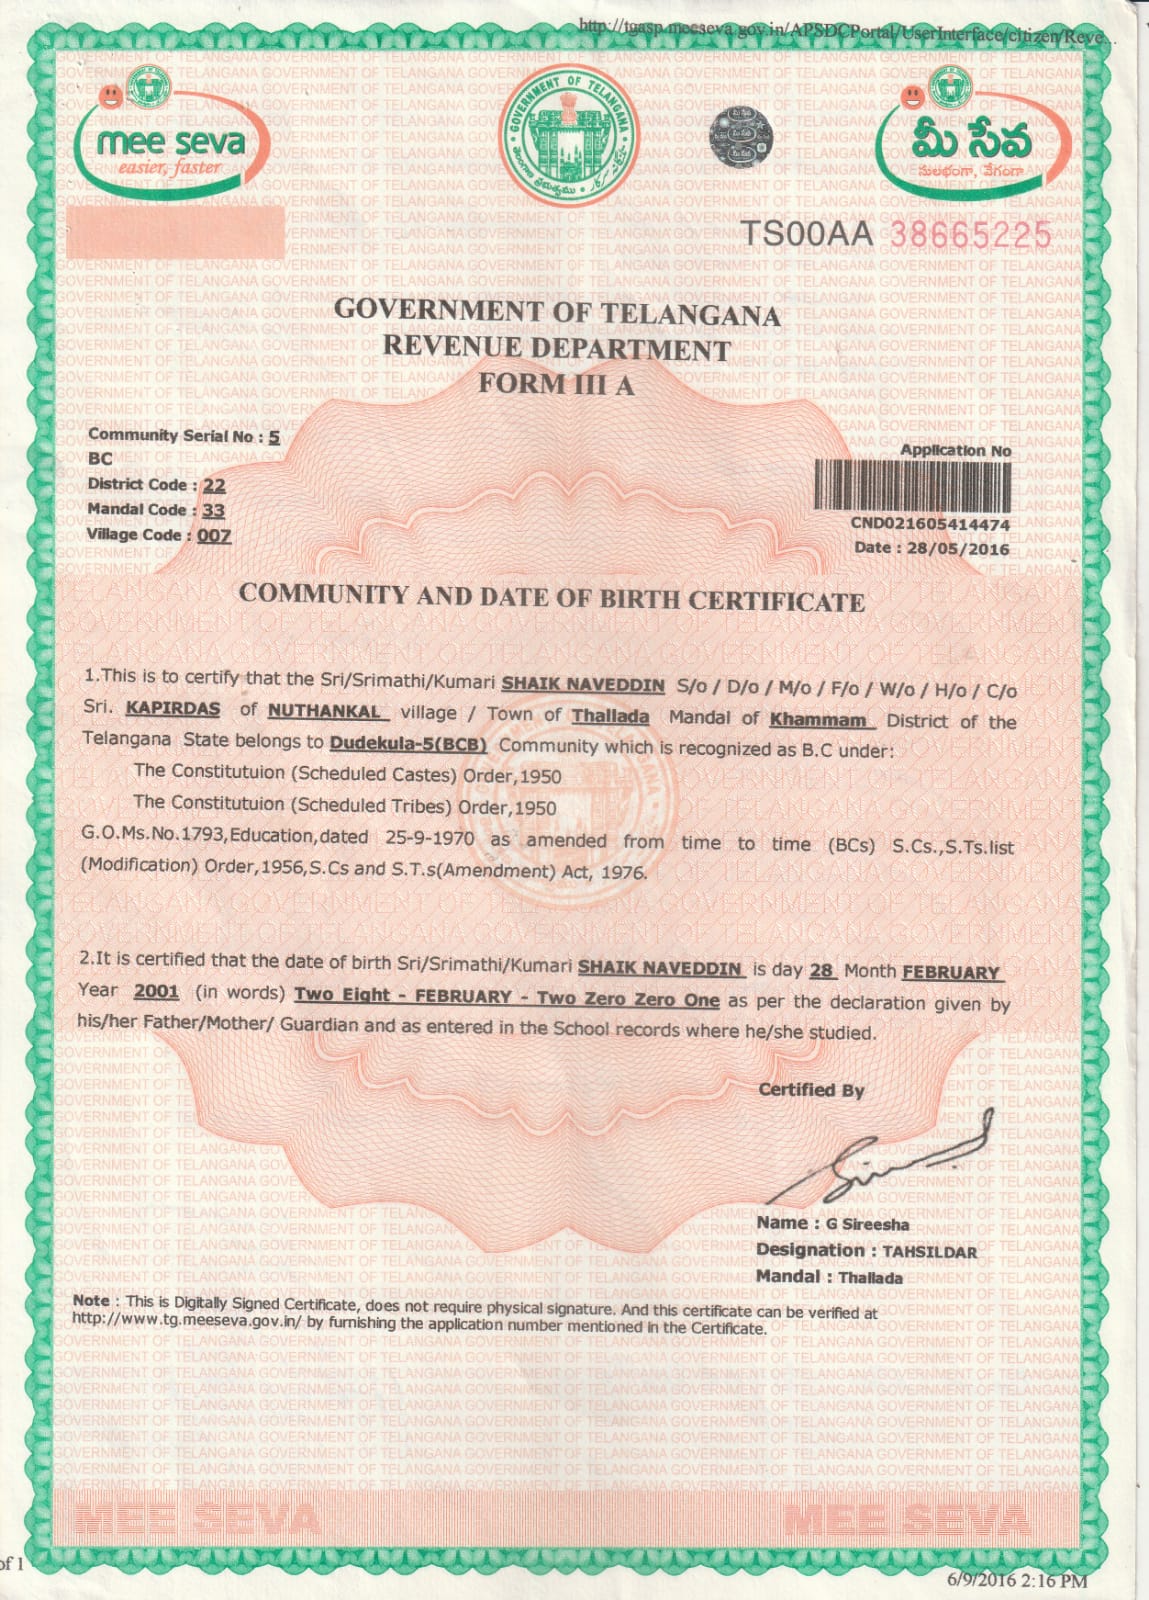 http://tgasp.meeseva.gov.in/APSDCPortal/UserInterface/citizen/Reve...
mee seva
easier, faster
GOVERNMENT OF TELANGANA
మీ సేవ
సులభంగా, వేగంగా
TS00AA 38665225
GOVERNMENT OF TELANGANA
REVENUE DEPARTMENT
FORM III A
Community Serial No : 5
BC
District Code : 22
Mandal Code : 33
Village Code : 007
Application No
CND021605414474
Date : 28/05/2016
COMMUNITY AND DATE OF BIRTH CERTIFICATE
1.This is to certify that the Sri/Srimathi/Kumari SHAIK NAVEDDIN S/o / D/o / M/o / F/o / W/o / H/o / C/o
Sri. KAPIRDAS of NUTHANKAL village / Town of Thallada Mandal of Khammam District of the
Telangana State belongs to Dudekula-5(BCB) Community which is recognized as B.C under:
The Constitutuion (Scheduled Castes) Order,1950
The Constitutuion (Scheduled Tribes) Order,1950
G.O.Ms.No.1793,Education,dated 25-9-1970 as amended from time to time (BCs) S.Cs.,S.Ts.list
(Modification) Order,1956,S.Cs and S.T.s(Amendment) Act, 1976.
2.It is certified that the date of birth Sri/Srimathi/Kumari SHAIK NAVEDDIN is day 28 Month FEBRUARY
Year 2001 (in words) Two Eight - FEBRUARY - Two Zero Zero One as per the declaration given by
his/her Father/Mother/ Guardian and as entered in the School records where he/she studied.
Certified By
Name : G Sireesha
Designation : TAHSILDAR
Mandal : Thallada
Note : This is Digitally Signed Certificate, does not require physical signature. And this certificate can be verified at
http://www.tg.meeseva.gov.in/ by furnishing the application number mentioned in the Certificate.
MEE SEVA MEE SEVA
of 1
6/9/2016 2:16 PM